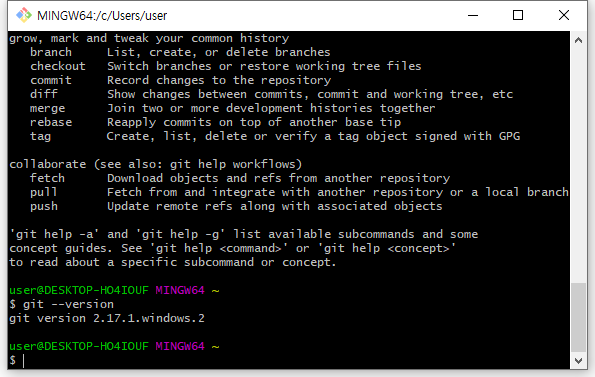 MINGW64:/c/Users/user
grow, mark and tweak your common history
   branch     List, create, or delete branches
   checkout   Switch branches or restore working tree files
   commit     Record changes to the repository
   diff       Show changes between commits, commit and working tree, etc
   merge      Join two or more development histories together
   rebase     Reapply commits on top of another base tip
   tag        Create, list, delete or verify a tag object signed with GPG
collaborate (see also: git help workflows)
   fetch      Download objects and refs from another repository
   pull       Fetch from and integrate with another repository or a local branch
   push       Update remote refs along with associated objects
'git help -a' and 'git help -g' list available subcommands and some
concept guides. See 'git help <command>' or 'git help <concept>'
to read about a specific subcommand or concept.
user@DESKTOP-HO4IOUF MINGW64 ~
$ git --version
git version 2.17.1.windows.2
user@DESKTOP-HO4IOUF MINGW64 ~
$